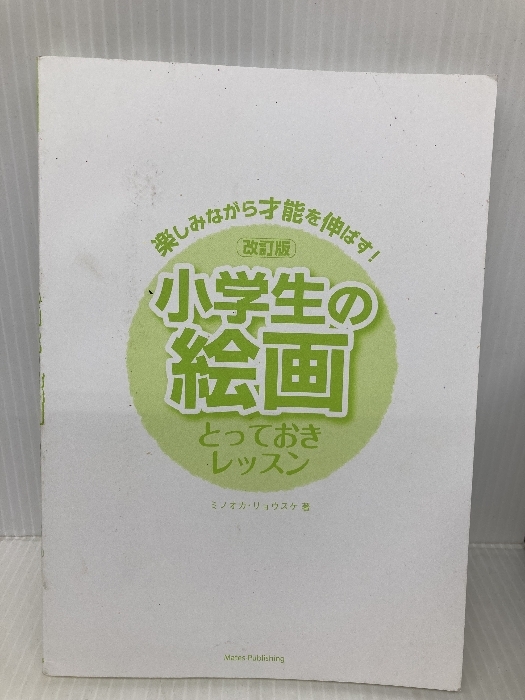 楽しみながら才能を伸ばす!
改訂版
小学生の
絵画
とっておき
レッスン
ミノオカ・リョウスケ 著
Mates-Publishing